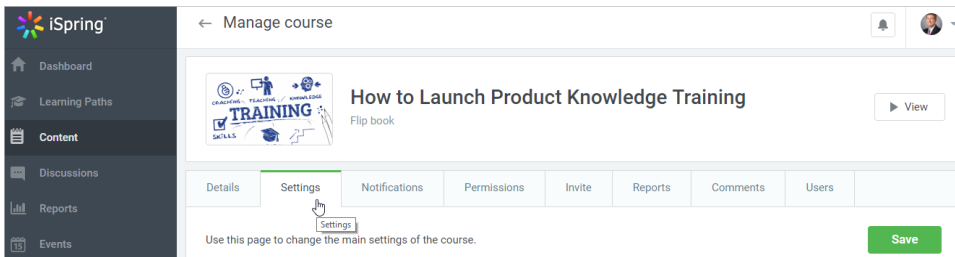 iSpring
← Manage course
Dashboard
Learning Paths
Content
Discussions
Reports
15
Events
COACHING TEACHING KNOWLEDGE
TRAINING
SKILLS
How to Launch Product Knowledge Training
Flip book
View
Details Settings Notifications Permissions Invite Reports Comments Users
Settings
Use this page to change the main settings of the course.
Save